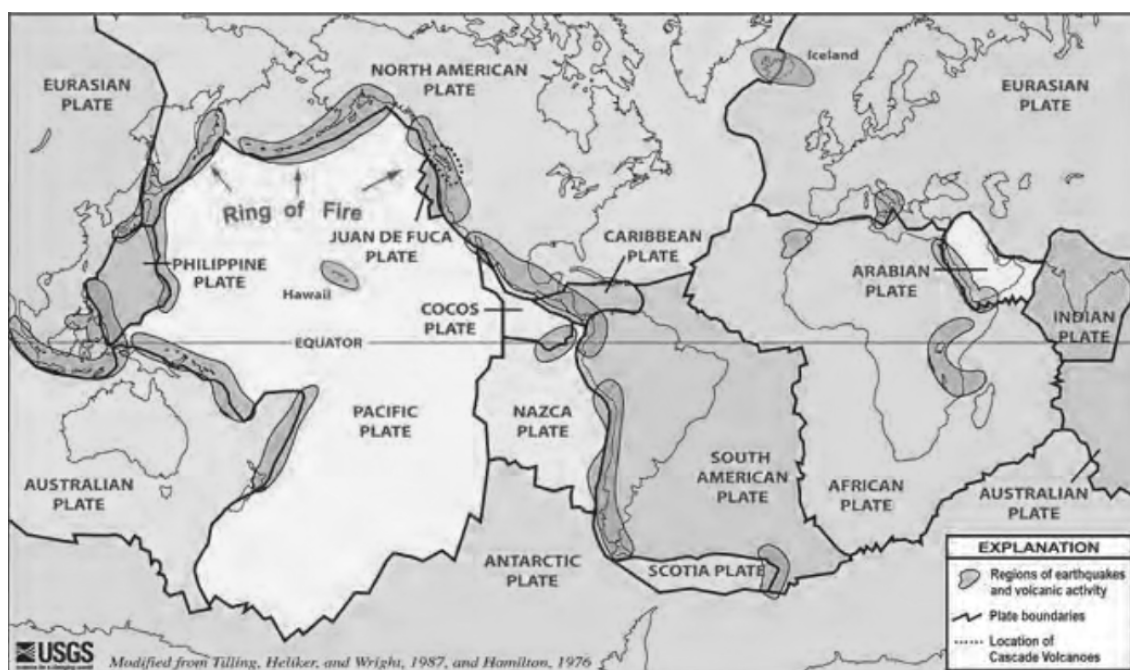 Iceland
NORTH AMERICAN
PLATE
EURASIAN
PLATE
EURASIAN
PLATE
Ring of Fire
JUAN DE FUCA
PLATE
CARIBBEAN
PLATE
PHILIPPINE
PLATE
ARABIAN
PLATE
Hawaii
COCOS
PLATE
INDIAN
PLATE
EQUATOR
PACIFIC
PLATE
NAZCA
PLATE
SOUTH
AMERICAN
PLATE
AFRICAN
PLATE
AUSTRALIAN
PLATE
AUSTRALIAN
PLATE
ANTARCTIC
PLATE
SCOTIA PLATE
EXPLANATION
Regions of earthquakes
and volcanic activity
Plate boundaries
Location of
Cascade Volcanoes
USGS
Modified from Tilling, Heliker, and Wright, 1987, and Hamilton, 1976